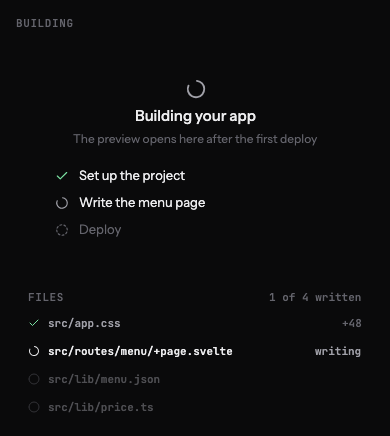 BUILDING
Building your app
The preview opens here after the first deploy
Set up the project
Write the menu page
Deploy
FILES 1 of 4 written
src/app.css +48
src/routes/menu/+page.svelte writing
src/lib/menu.json
src/lib/price.ts